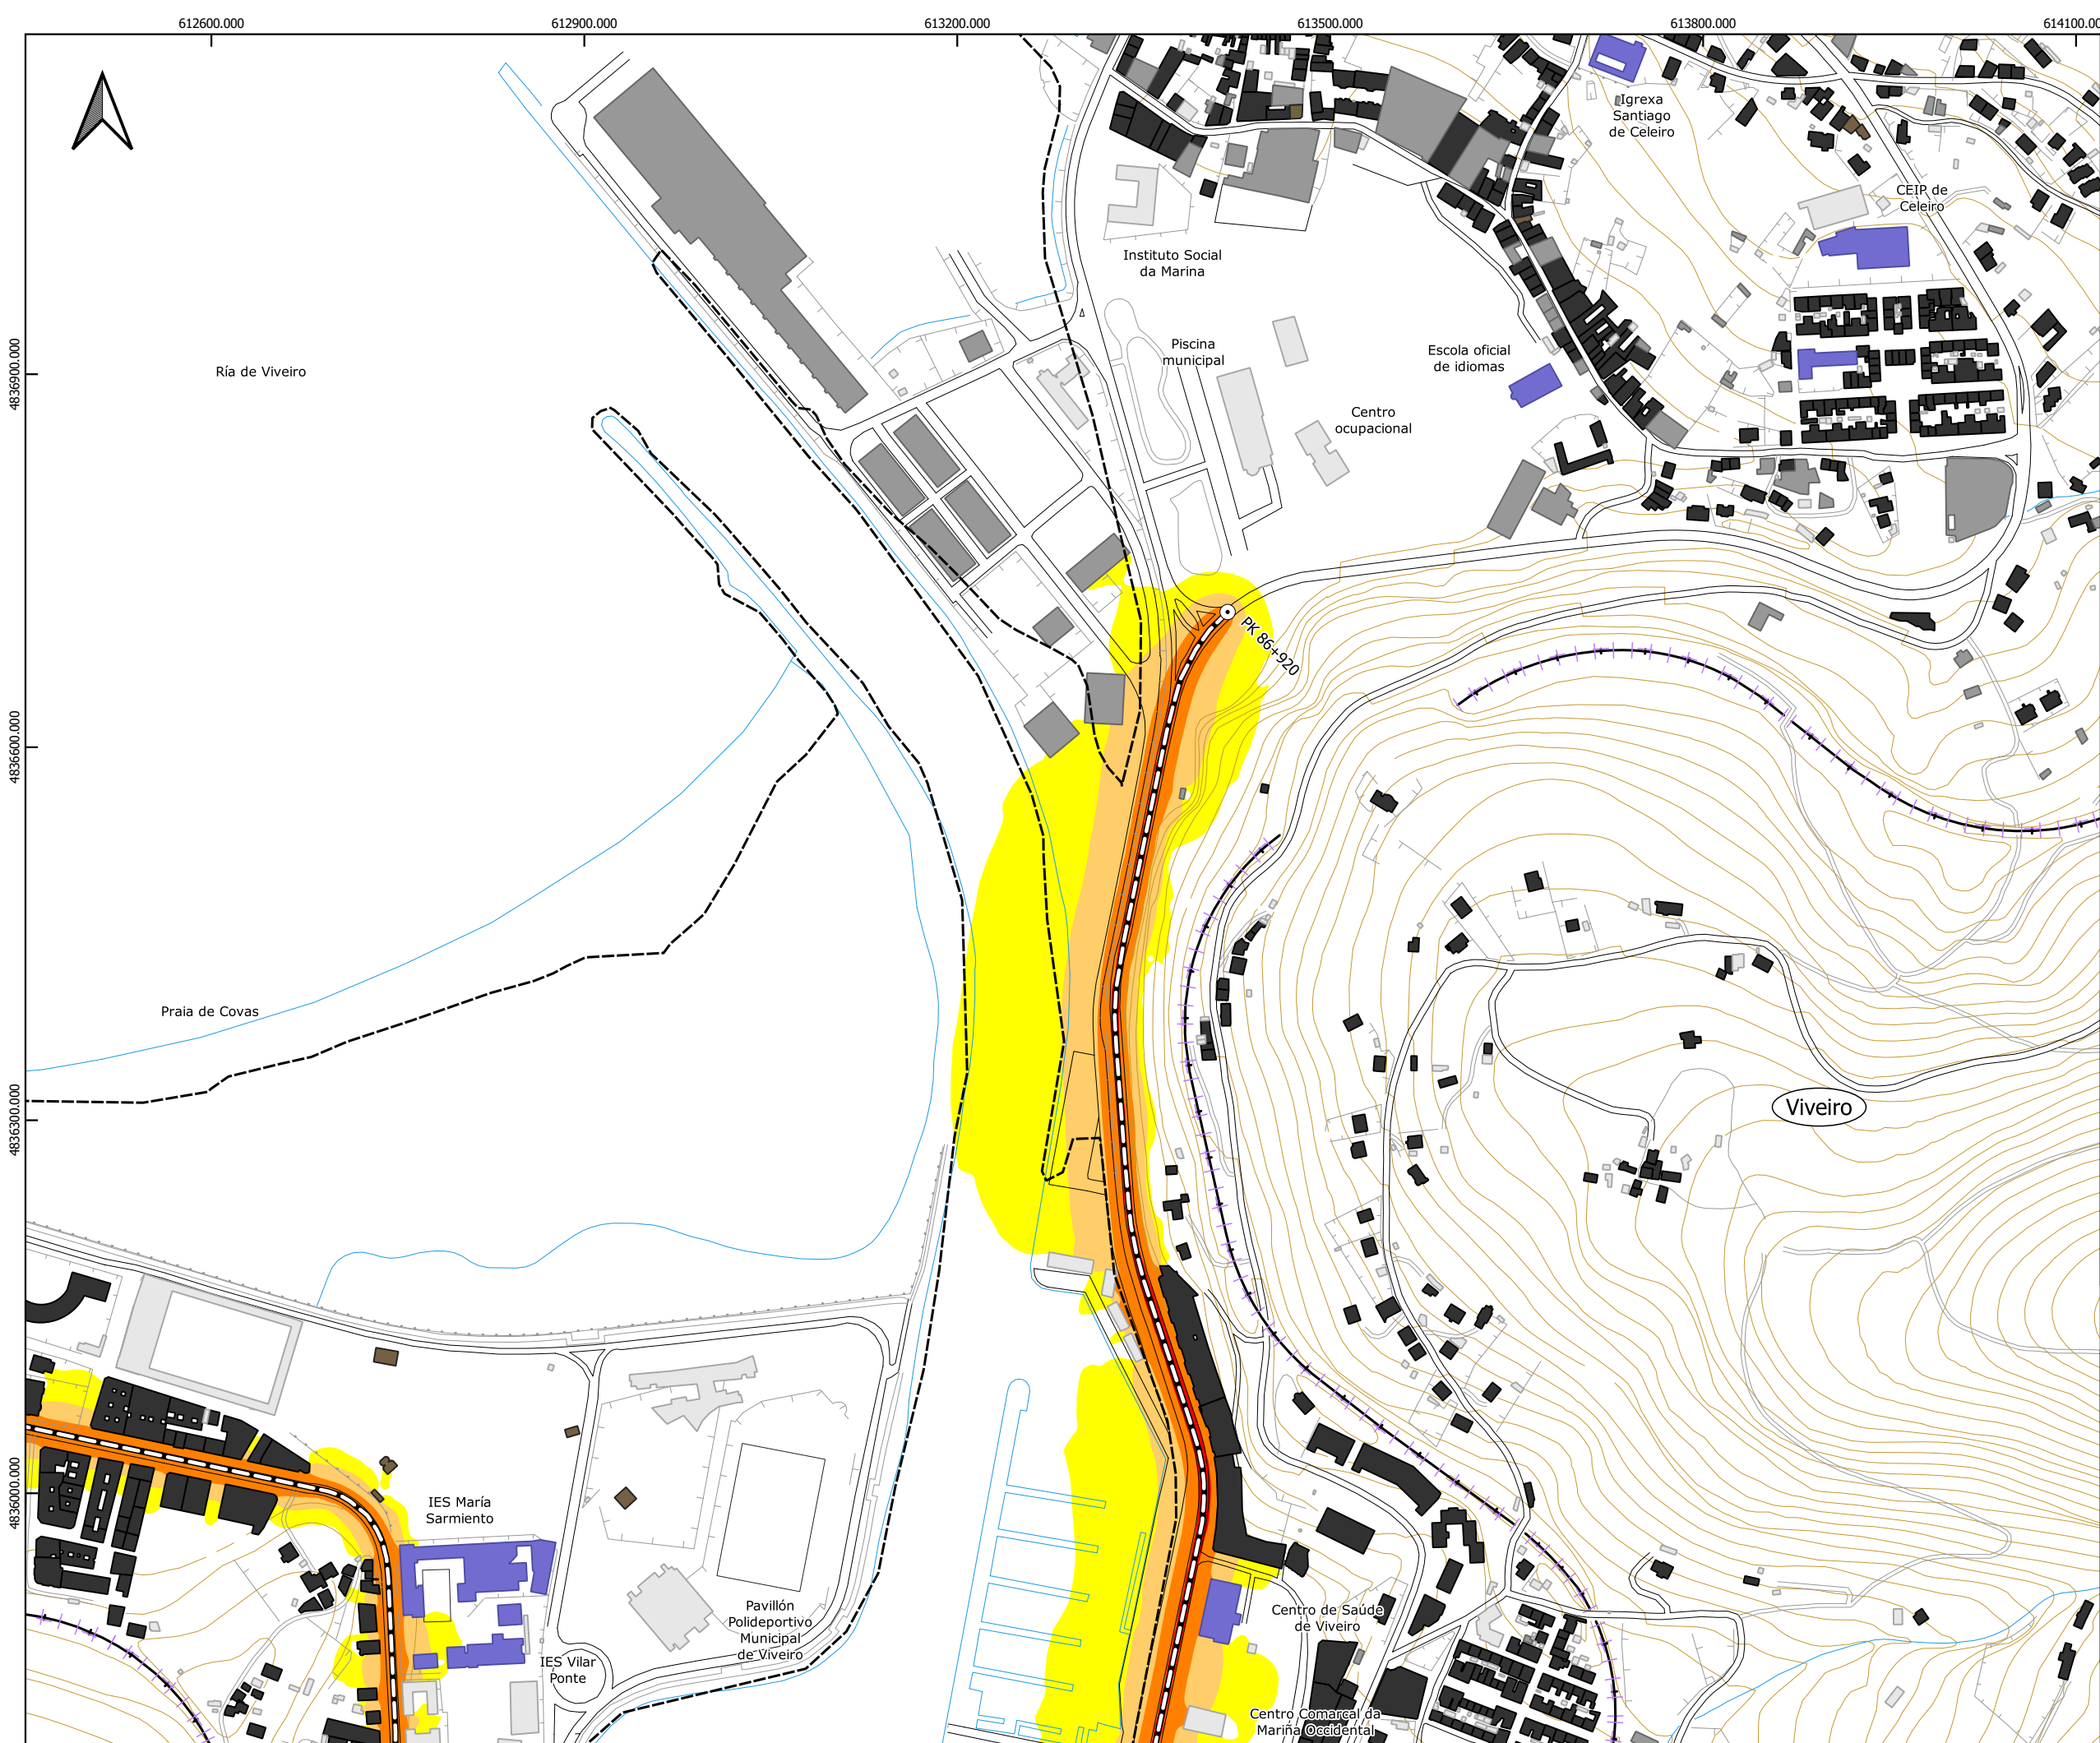 612600.000
612900.000
613200.000
613500.000
613800.000
614100.00
4836900.000
4836600.000
4836300.000
4836000.000
Igrexa
Santiago
de Celeiro
CEIP de
Celeiro
Instituto Social
da Marina
Piscina
municipal
Escola oficial
de idiomas
Ría de Viveiro
Centro
ocupacional
PK 86+920
Praia de Covas
Viveiro
IES María
Sarmiento
Pavillón
Polideportivo
Municipal
de Viveiro
Centro de Saúde
de Viveiro
IES Vilar
Ponte
Centro Comarcal da
Mariña Occidental